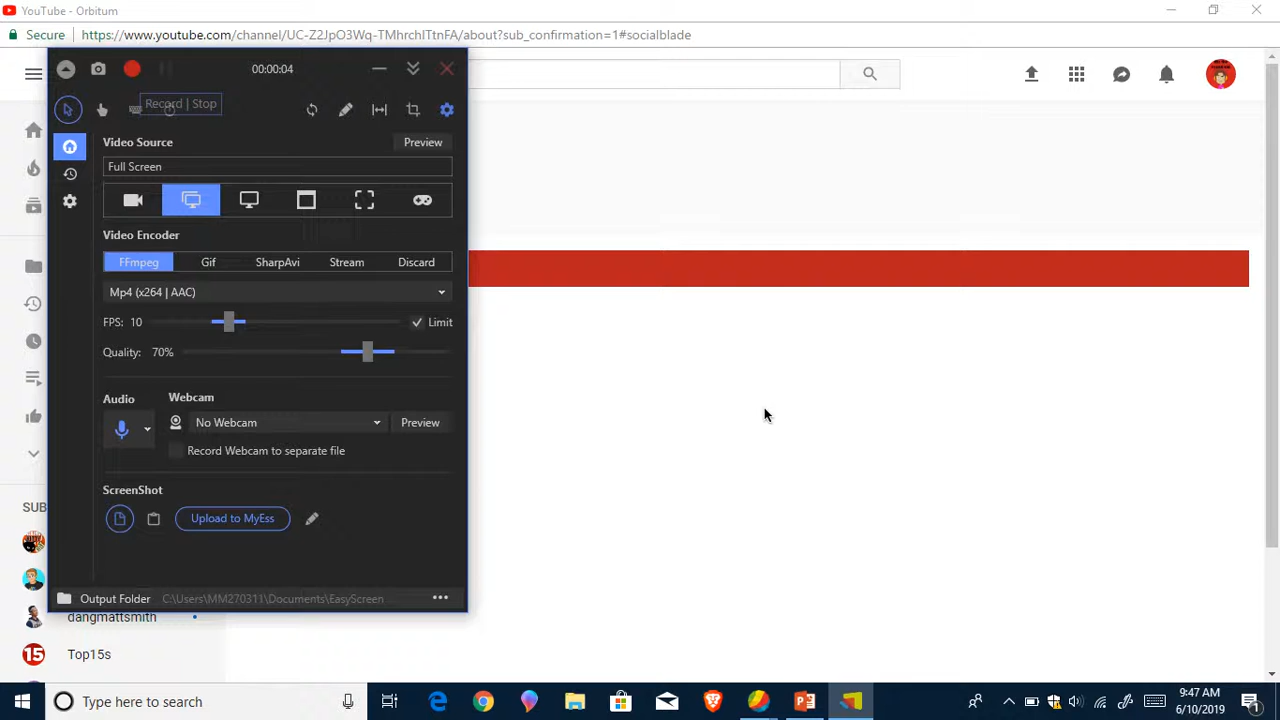 YouTube - Orbitum
Secure https://www.youtube.com/channel/UC-Z2JpO3Wq-TMhrchlTtnFA/about?sub_confirmation=1#socialblade
00:00:04
Record | Stop
Video Source Preview
Full Screen
Video Encoder
FFmpeg Gif SharpAvi Stream Discard
Mp4 (x264 | AAC)
FPS: 10 Limit
Quality: 70%
Audio Webcam
No Webcam Preview
Record Webcam to separate file
ScreenShot
Upload to MyEss
Output Folder C:\Users\MM270311\Documents\EasyScreen ...
SUB
dangmattsmith
15 Top15s
Type here to search
9:47 AM
6/10/2019
1